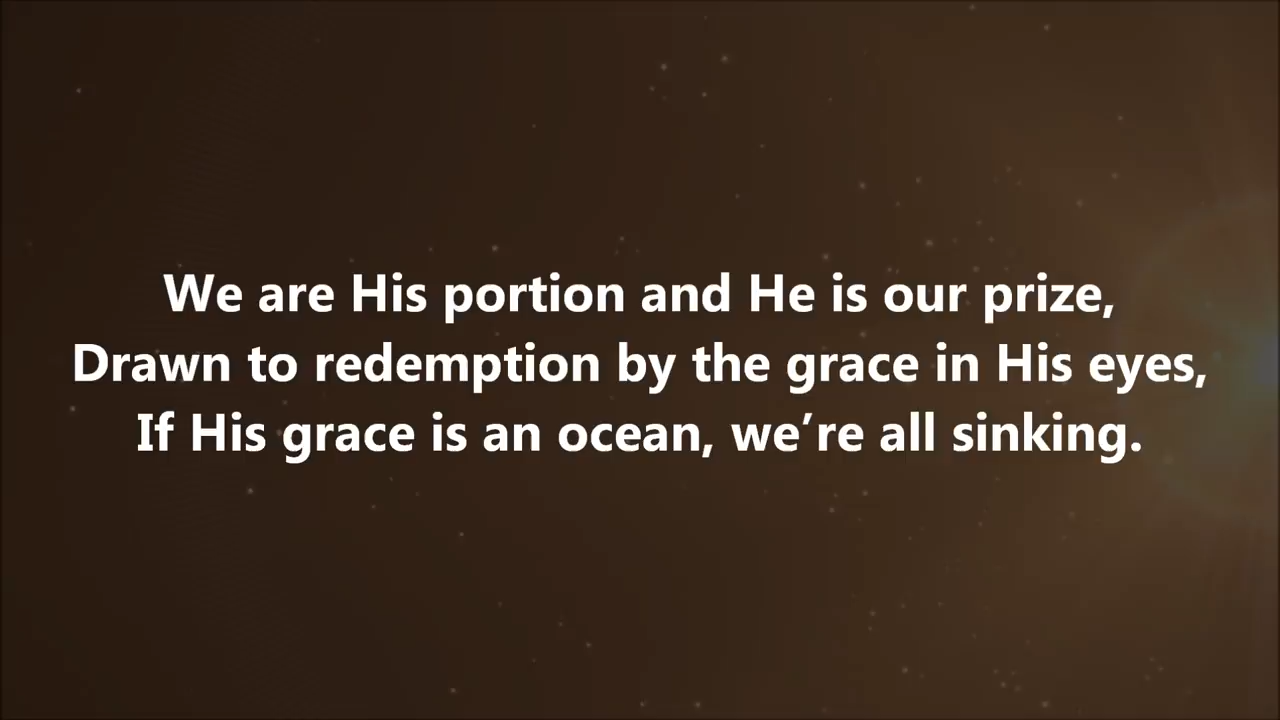 We are His portion and He is our prize,
Drawn to redemption by the grace in His eyes,
If His grace is an ocean, we’re all sinking.